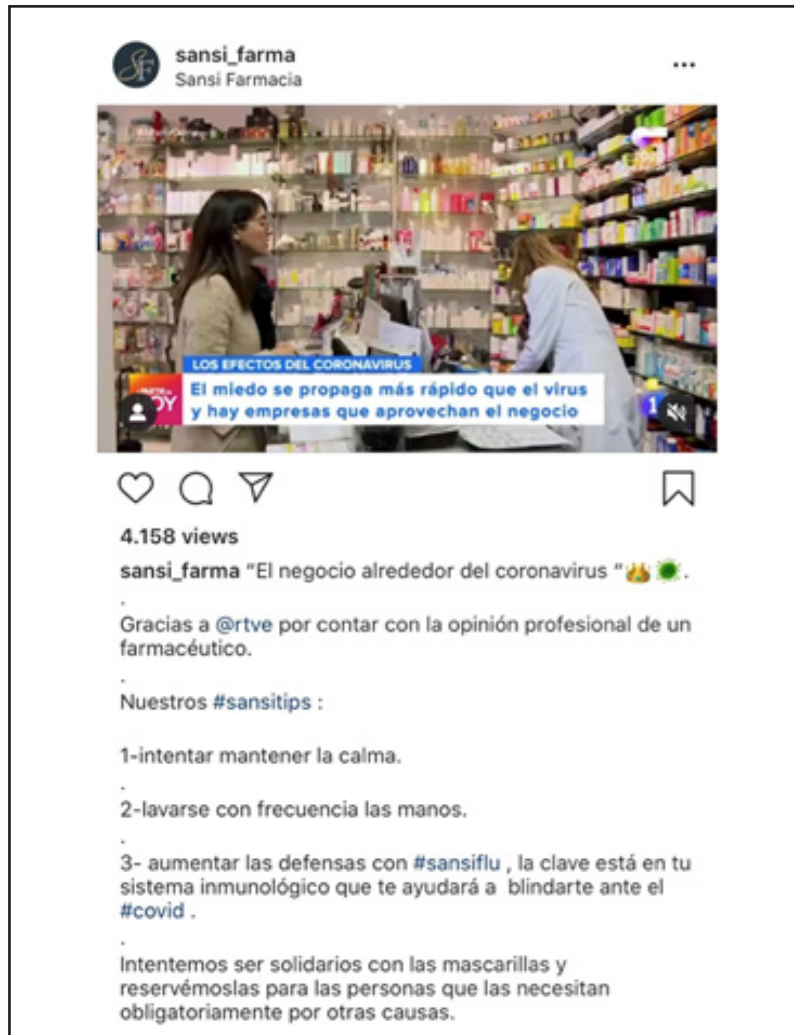 sansi_farma
Sansi Farmacia
LOS EFECTOS DEL CORONAVIRUS
El miedo se propaga más rápido que el virus
y hay empresas que aprovechan el negocio
OY
1
4.158 views
sansi_farma "El negocio alrededor del coronavirus "👑🦠.
.
Gracias a @rtve por contar con la opinión profesional de un
farmacéutico.
.
Nuestros #sansitips :
1-intentar mantener la calma.
.
2-lavarse con frecuencia las manos.
.
3- aumentar las defensas con #sansiflu , la clave está en tu
sistema inmunológico que te ayudará a blindarte ante el
#covid .
.
Intentemos ser solidarios con las mascarillas y
reservémoslas para las personas que las necesitan
obligatoriamente por otras causas.